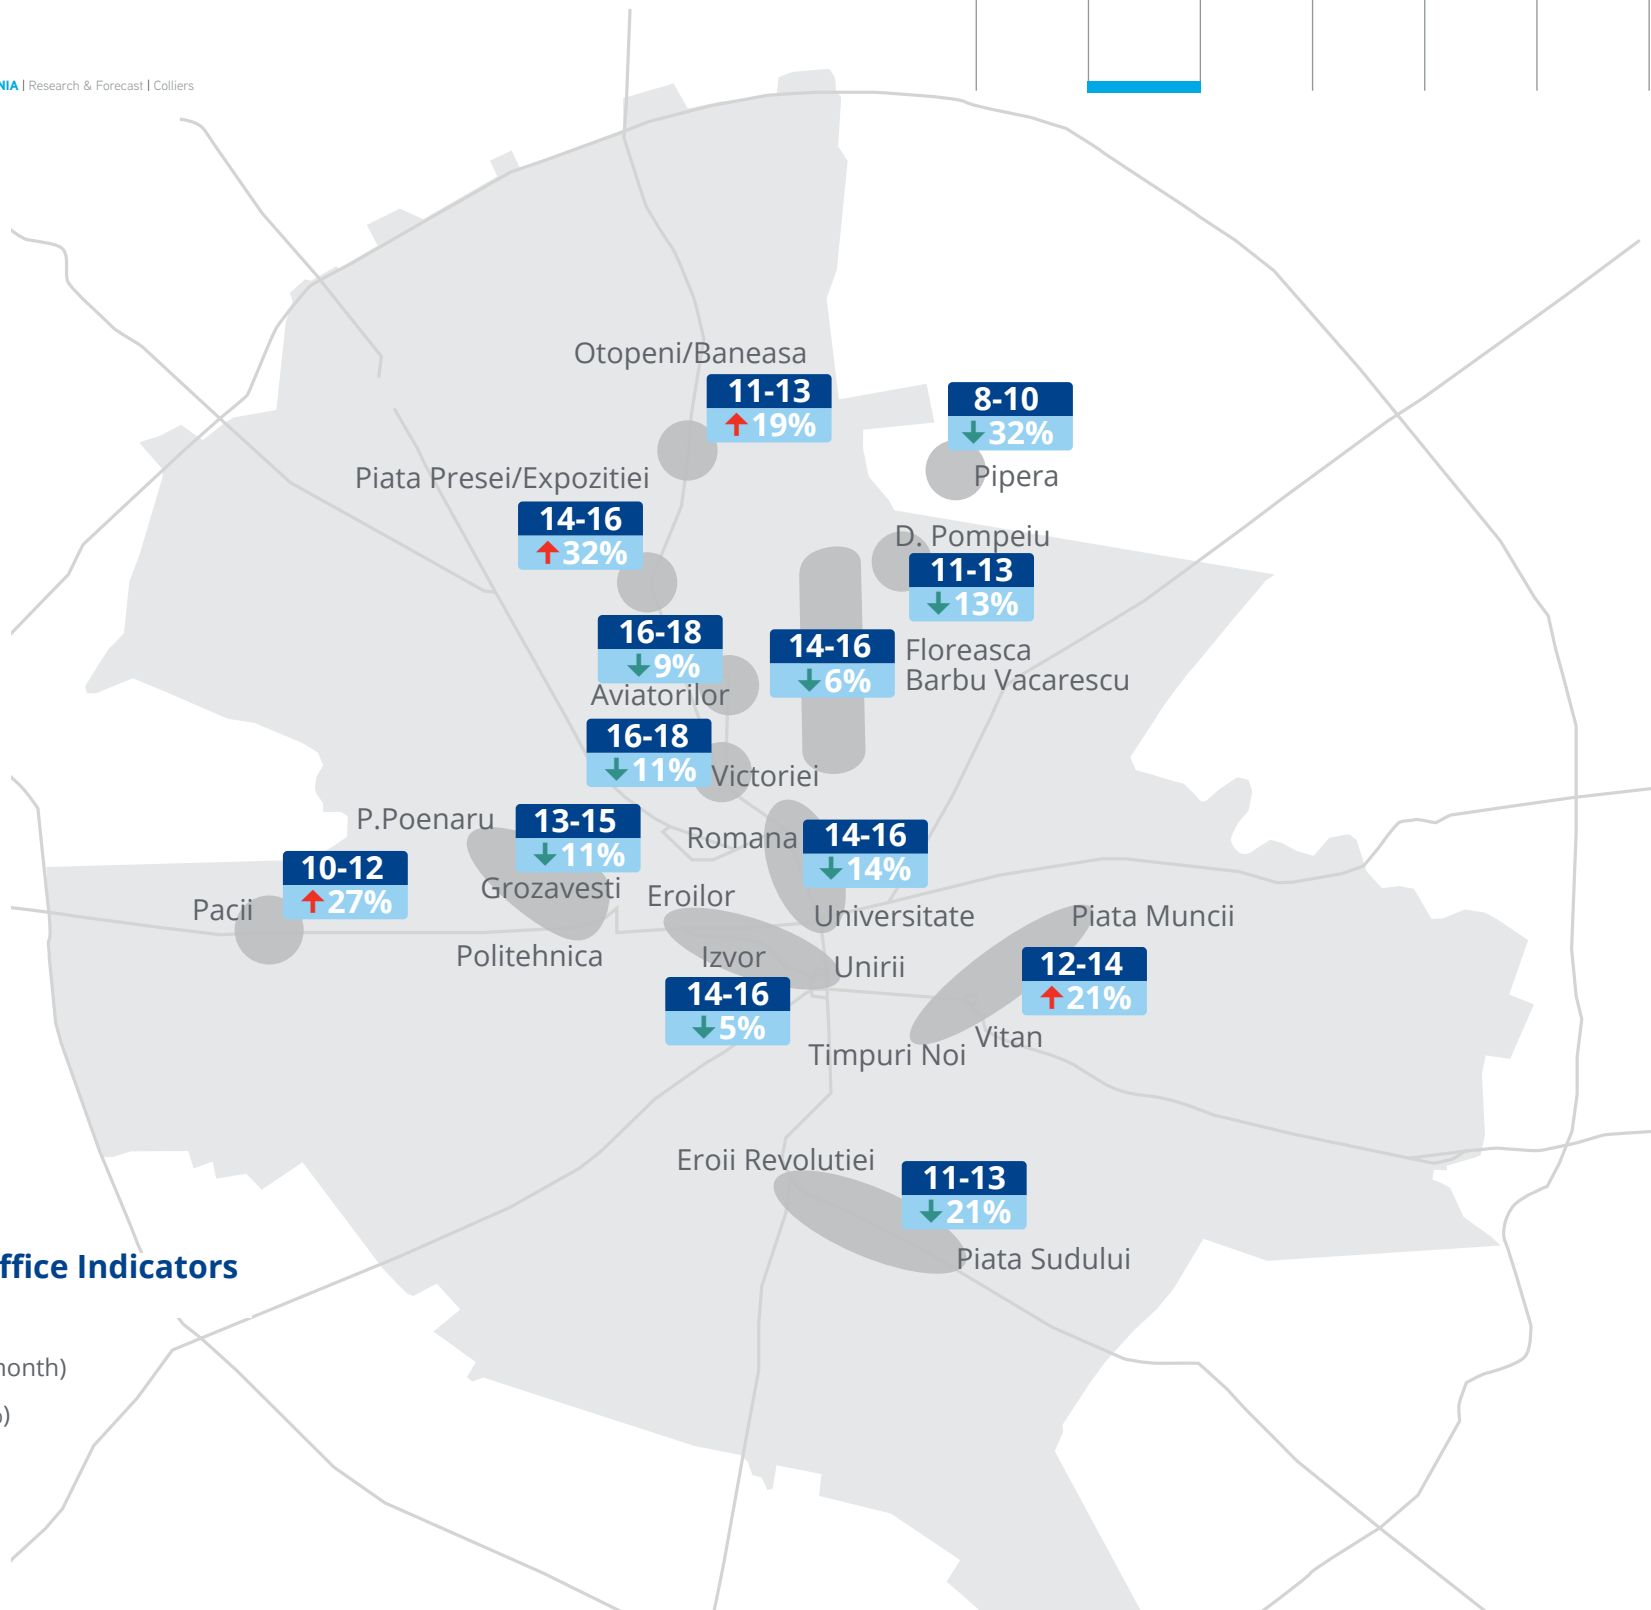 NIA | Research & Forecast | Colliers
Otopeni/Baneasa
11-13
19%
8-10
32%
Pipera
Piata Presei/Expozitiei
14-16
32%
D. Pompeiu
11-13
13%
16-18
9%
Aviatorilor
14-16
6%
Floreasca
Barbu Vacarescu
16-18
11%
Victoriei
P.Poenaru
13-15
11%
Grozavesti
Politehnica
Romana
14-16
14%
Universitate
10-12
27%
Pacii
Eroilor
Izvor
Unirii
14-16
5%
Piata Muncii
12-14
21%
Vitan
Timpuri Noi
Eroii Revolutiei
11-13
21%
Piata Sudului
ffice Indicators
month)
)